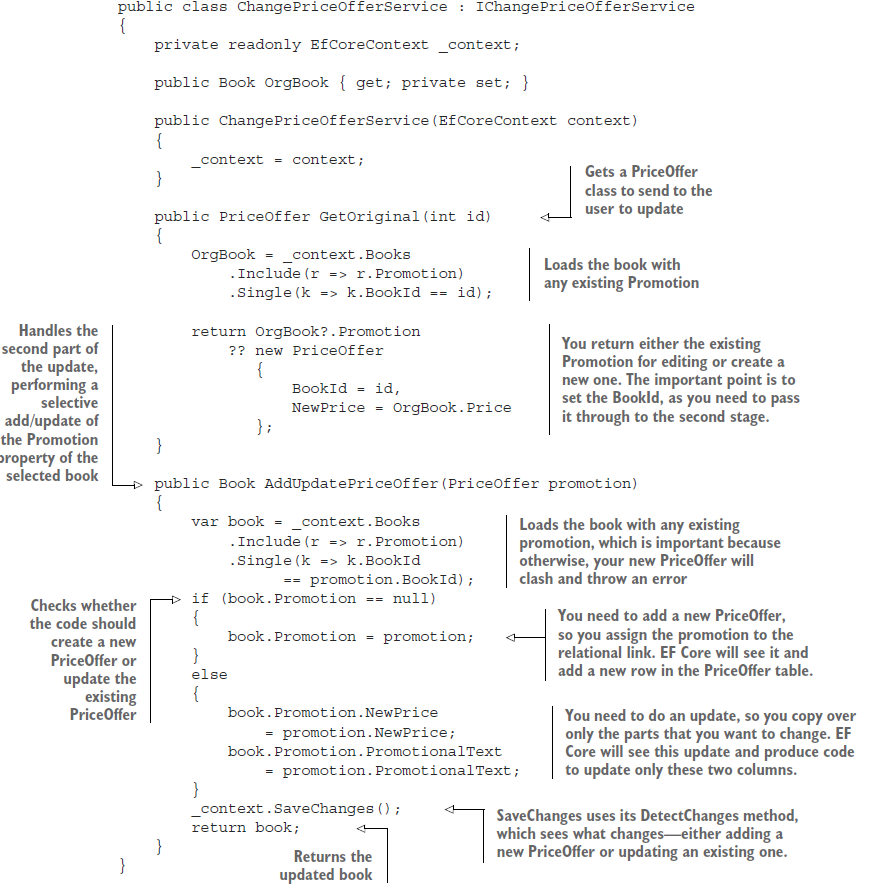 public class ChangePriceOfferService : IChangePriceOfferService
{
private readonly EfCoreContext _context;
public Book OrgBook { get; private set; }
public ChangePriceOfferService(EfCoreContext context)
{
_context = context;
}
Gets a PriceOffer
class to send to the
user to update
public PriceOffer GetOriginal(int id)
{
OrgBook = _context.Books
.Include(r => r.Promotion)
.Single(k => k.BookId == id);
Loads the book with
any existing Promotion
return OrgBook?.Promotion
?? new PriceOffer
{
BookId = id,
NewPrice = OrgBook.Price
};
}
You return either the existing
Promotion for editing or create a
new one. The important point is to
set the BookId, as you need to pass
it through to the second stage.
Handles the
second part of
the update,
performing a
selective
add/update of
the Promotion
property of the
selected book
public Book AddUpdatePriceOffer(PriceOffer promotion)
{
var book = _context.Books
.Include(r => r.Promotion)
.Single(k => k.BookId
== promotion.BookId);
Loads the book with any existing
promotion, which is important because
otherwise, your new PriceOffer will
clash and throw an error
Checks whether
the code should
create a new
PriceOffer or
update the
existing
PriceOffer
if (book.Promotion == null)
{
book.Promotion = promotion;
}
You need to add a new PriceOffer,
so you assign the promotion to the
relational link. EF Core will see it and
add a new row in the PriceOffer table.
else
{
book.Promotion.NewPrice
= promotion.NewPrice;
book.Promotion.PromotionalText
= promotion.PromotionalText;
}
You need to do an update, so you copy over
only the parts that you want to change. EF
Core will see this update and produce code
to update only these two columns.
_context.SaveChanges();
SaveChanges uses its DetectChanges method,
which sees what changes—either adding a
new PriceOffer or updating an existing one.
return book;
Returns the
updated book
}
}